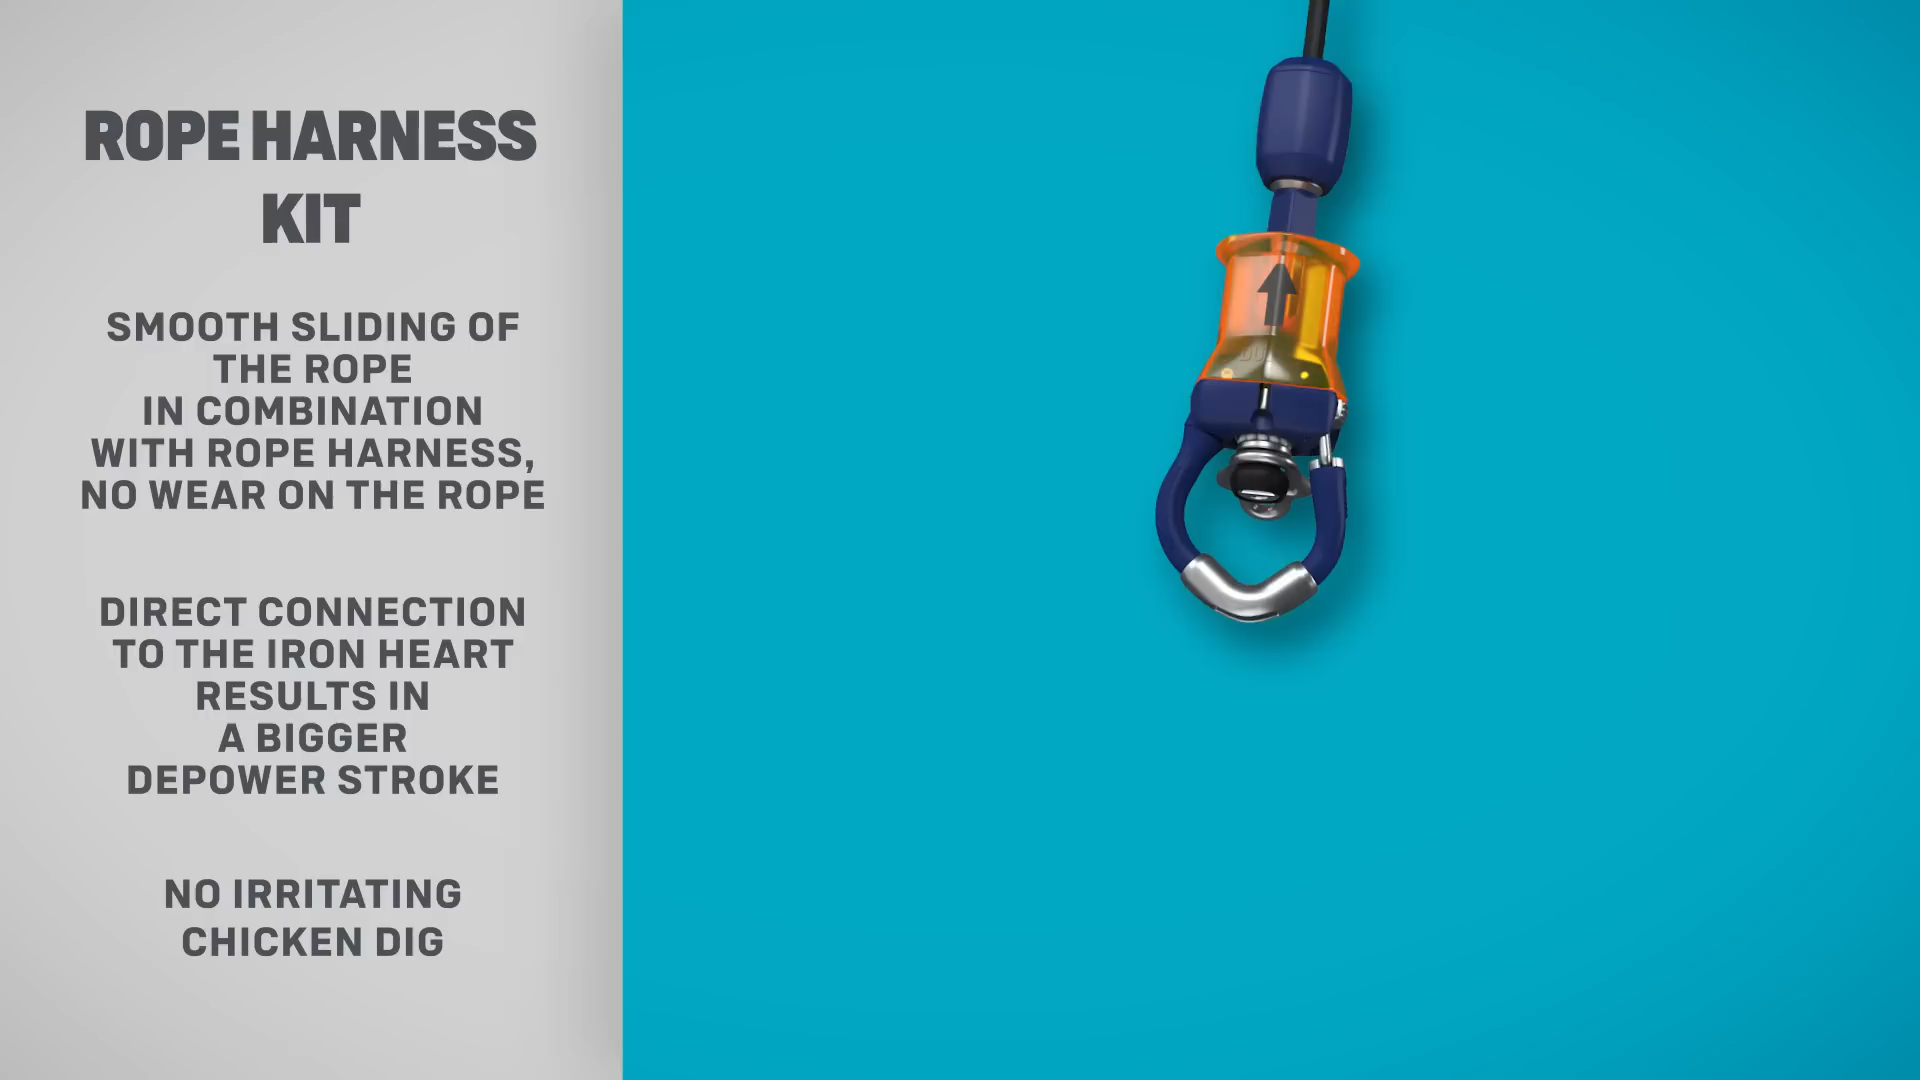 ROPE HARNESS
KIT
SMOOTH SLIDING OF
THE ROPE
IN COMBINATION
WITH ROPE HARNESS,
NO WEAR ON THE ROPE
DIRECT CONNECTION
TO THE IRON HEART
RESULTS IN
A BIGGER
DEPOWER STROKE
NO IRRITATING
CHICKEN DIG